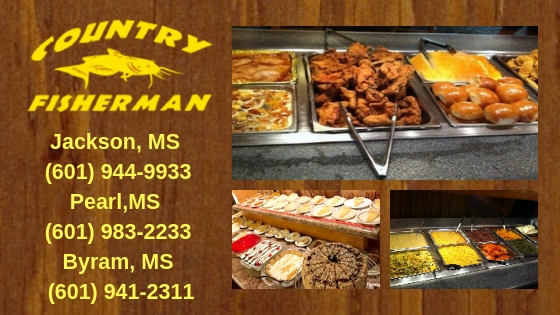 COUNTRY
FISHERMAN
Jackson, MS
(601) 944-9933
Pearl,MS
(601) 983-2233
Byram, MS
(601) 941-2311